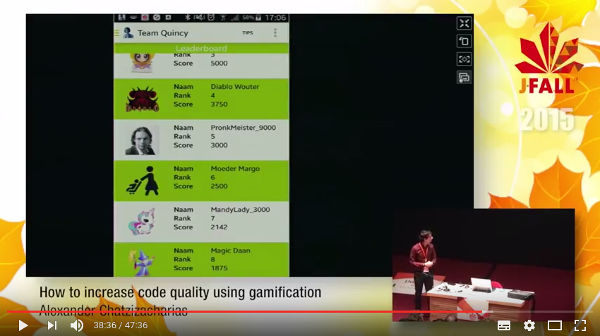 17:06
Team Quincy TIPS
Leaderboard
Rank 3
Score 5000
Naam Diablo Wouter
Rank 4
Score 3750
Naam PronkMeister_9000
Rank 5
Score 3000
Naam Moeder Margo
Rank 6
Score 2500
Naam MandyLady_3000
Rank 7
Score 2142
Naam Magic Daan
Rank 8
Score 1875
J-FALL
2015
How to increase code quality using gamification
Alexander Chatzizacharias
38:36 / 47:36